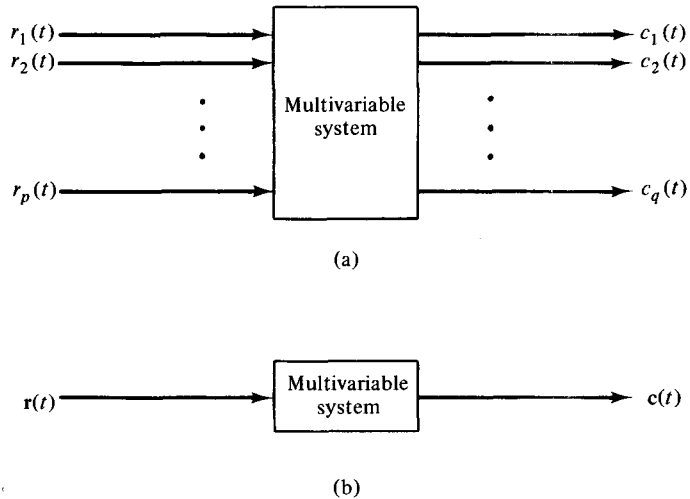 r₁(t) c₁(t)
r₂(t) c₂(t)
Multivariable
system
rₚ(t) c_q(t)
(a)
Multivariable
system
r(t) c(t)
(b)